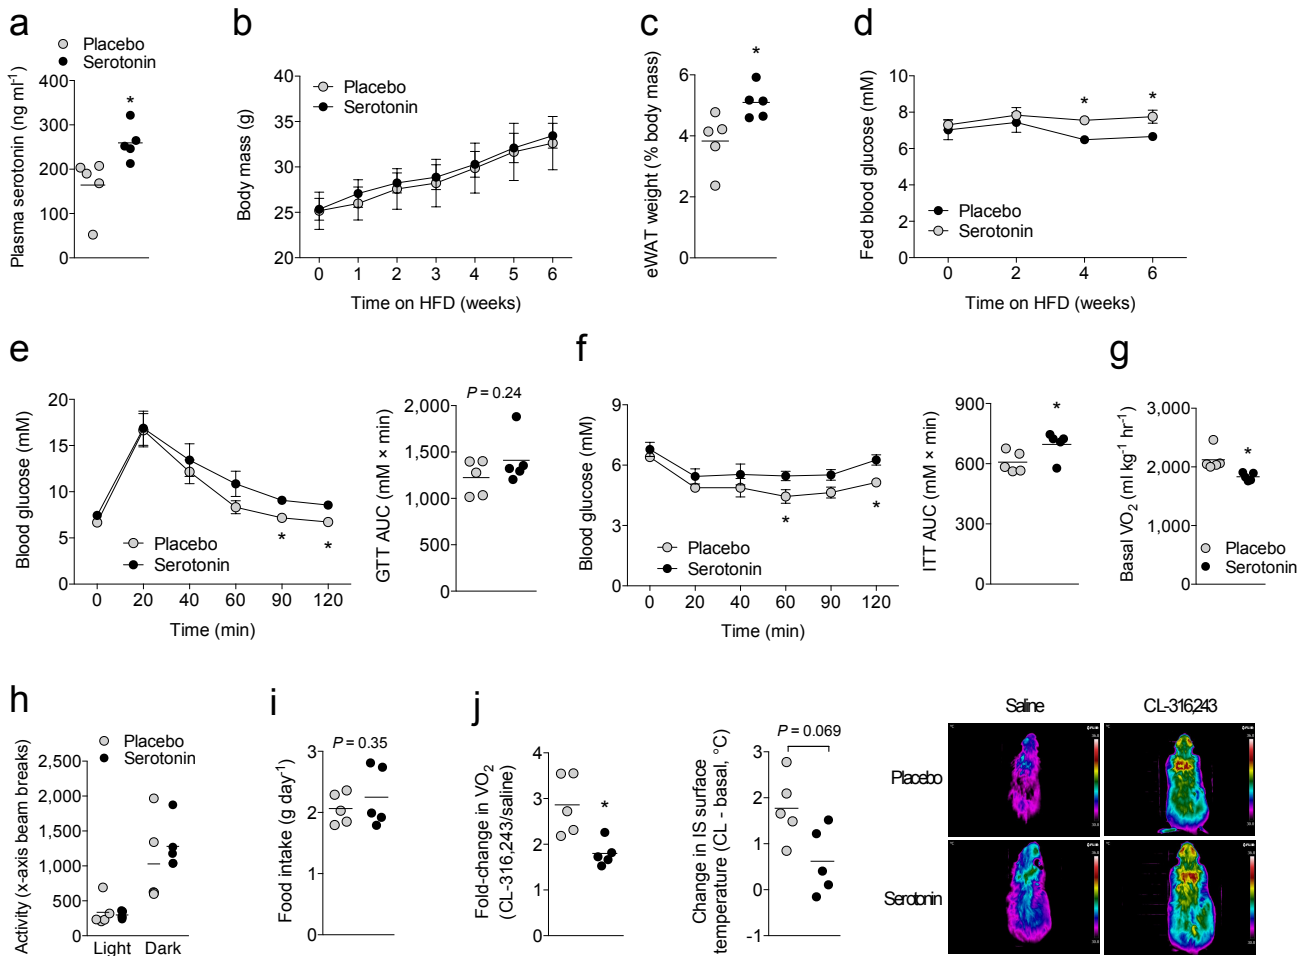 a
Placebo
Serotonin
Plasma serotonin (ng ml-1)
400
300
200
100
0
*
b
Placebo
Serotonin
Body mass (g)
40
35
30
25
20
0 1 2 3 4 5 6
Time on HFD (weeks)
c
eWAT weight (% body mass)
6
4
2
0
*
d
Fed blood glucose (mM)
10
8
6
4
2
0
* *
Placebo
Serotonin
0 2 4 6
Time on HFD (weeks)
e
Blood glucose (mM)
20
15
10
5
0
Placebo
Serotonin
* *
0 20 40 60 90 120
Time (min)
P = 0.24
GTT AUC (mM × min)
2,000
1,500
1,000
500
0
f
Blood glucose (mM)
9
6
3
0
Placebo
Serotonin
* *
0 20 40 60 90 120
Time (min)
ITT AUC (mM × min)
900
600
300
0
*
g
Basal VO2 (ml kg-1 hr-1)
3,000
2,000
1,000
0
*
Placebo
Serotonin
h
Placebo
Serotonin
Activity (x-axis beam breaks)
2,500
2,000
1,500
1,000
500
0
Light Dark
i
P = 0.35
Food intake (g day-1)
3
2
1
0
j
Fold-change in VO2
(CL-316,243/saline)
4
3
2
1
0
*
P = 0.069
Change in IS surface
temperature (CL - basal, °C)
3
2
1
0
-1
Saline CL-316,243
Placebo
Serotonin